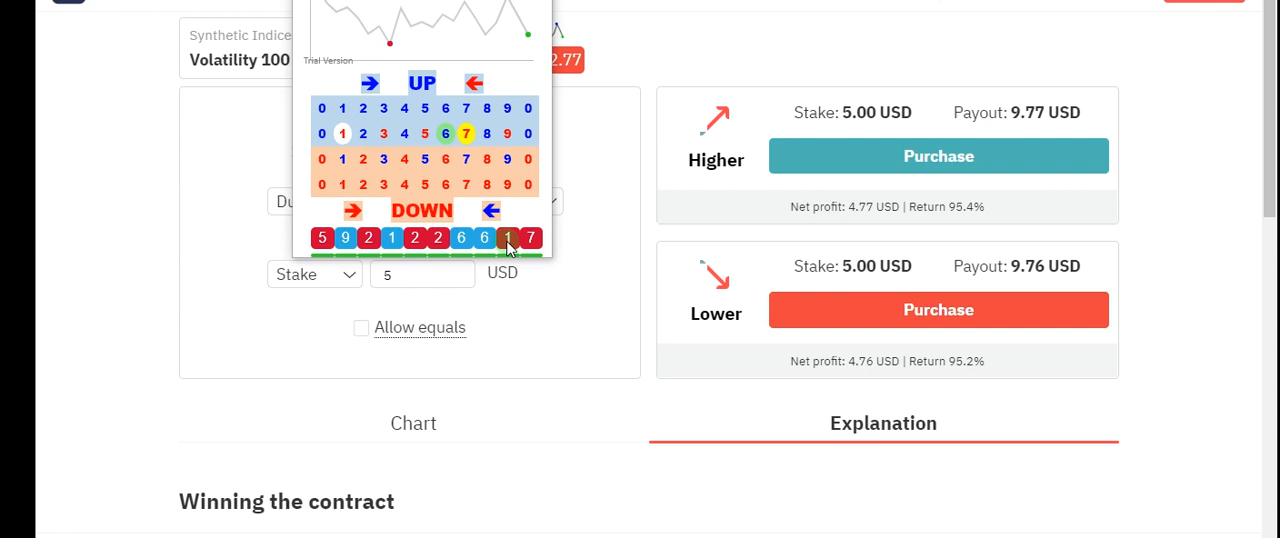 Synthetic Indice
Volatility 100
2.77
Trial Version
➔ UP ➔
0 1 2 3 4 5 6 7 8 9 0
0 1 2 3 4 5 6 7 8 9 0
0 1 2 3 4 5 6 7 8 9 0
0 1 2 3 4 5 6 7 8 9 0
➔ DOWN ➔
5 9 2 1 2 2 6 6 1 7
Du
Stake
5
USD
Allow equals
Higher
Stake: 5.00 USD Payout: 9.77 USD
Purchase
Net profit: 4.77 USD | Return 95.4%
Lower
Stake: 5.00 USD Payout: 9.76 USD
Purchase
Net profit: 4.76 USD | Return 95.2%
Chart
Explanation
Winning the contract